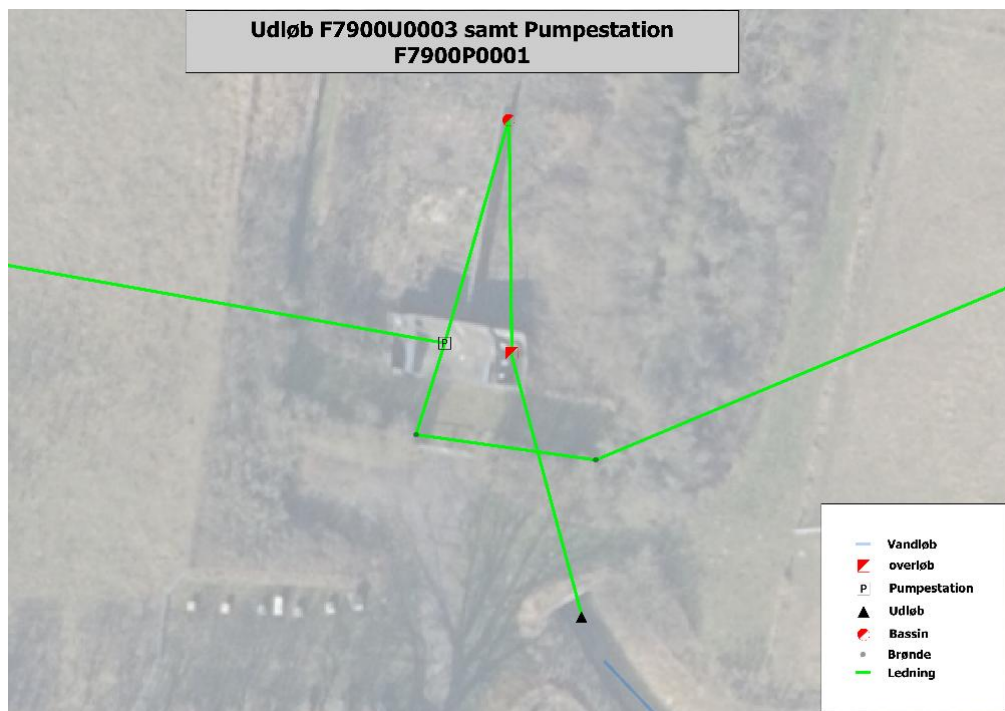 Udløb F7900U0003 samt Pumpestation
F7900P0001
P
Vandløb
overløb
P Pumpestation
Udløb
Bassin
Brønde
Ledning